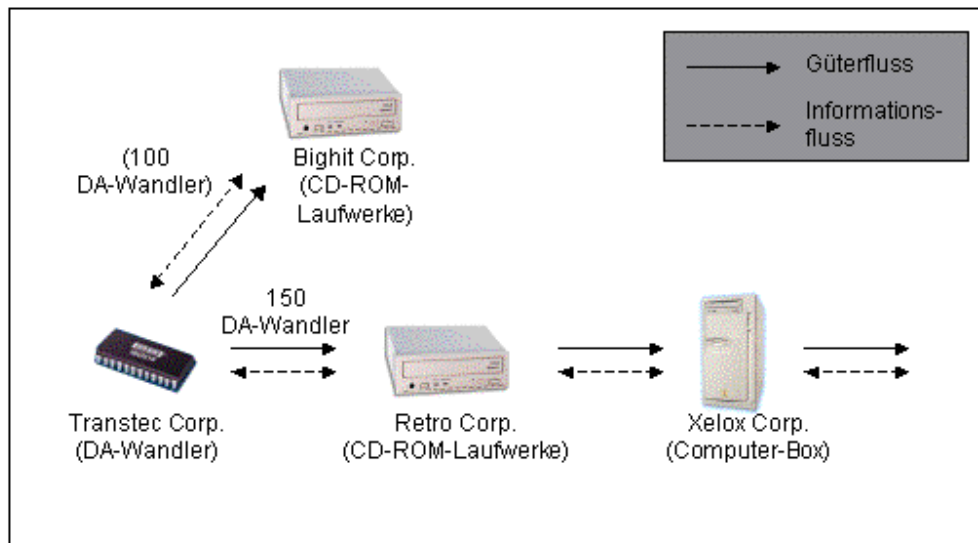 Güterfluss
Informations-
fluss
(100
DA-Wandler)
Bighit Corp.
(CD-ROM-
Laufwerke)
150
DA-Wandler
Transtec Corp.
(DA-Wandler)
Retro Corp.
(CD-ROM-Laufwerke)
Xelox Corp.
(Computer-Box)